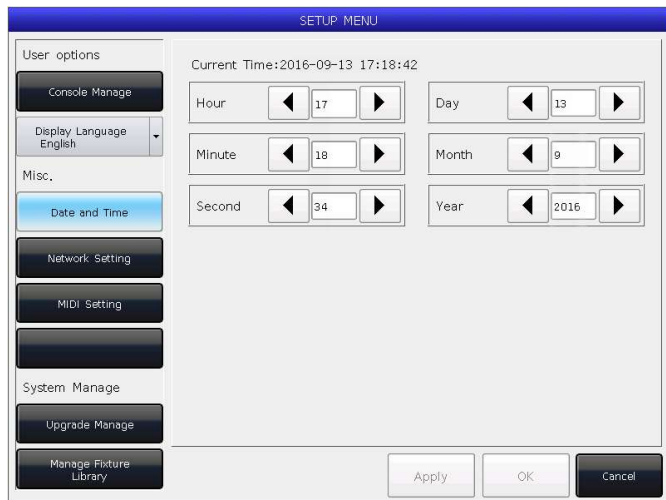 SETUP MENU
User options
Console Manage
Display Language
English
Misc.
Date and Time
Network Setting
MIDI Setting
System Manage
Upgrade Manage
Manage Fixture
Library
Current Time:2016-09-13 17:18:42
Hour 17 Day 13
Minute 18 Month 9
Second 34 Year 2016
Apply OK Cancel